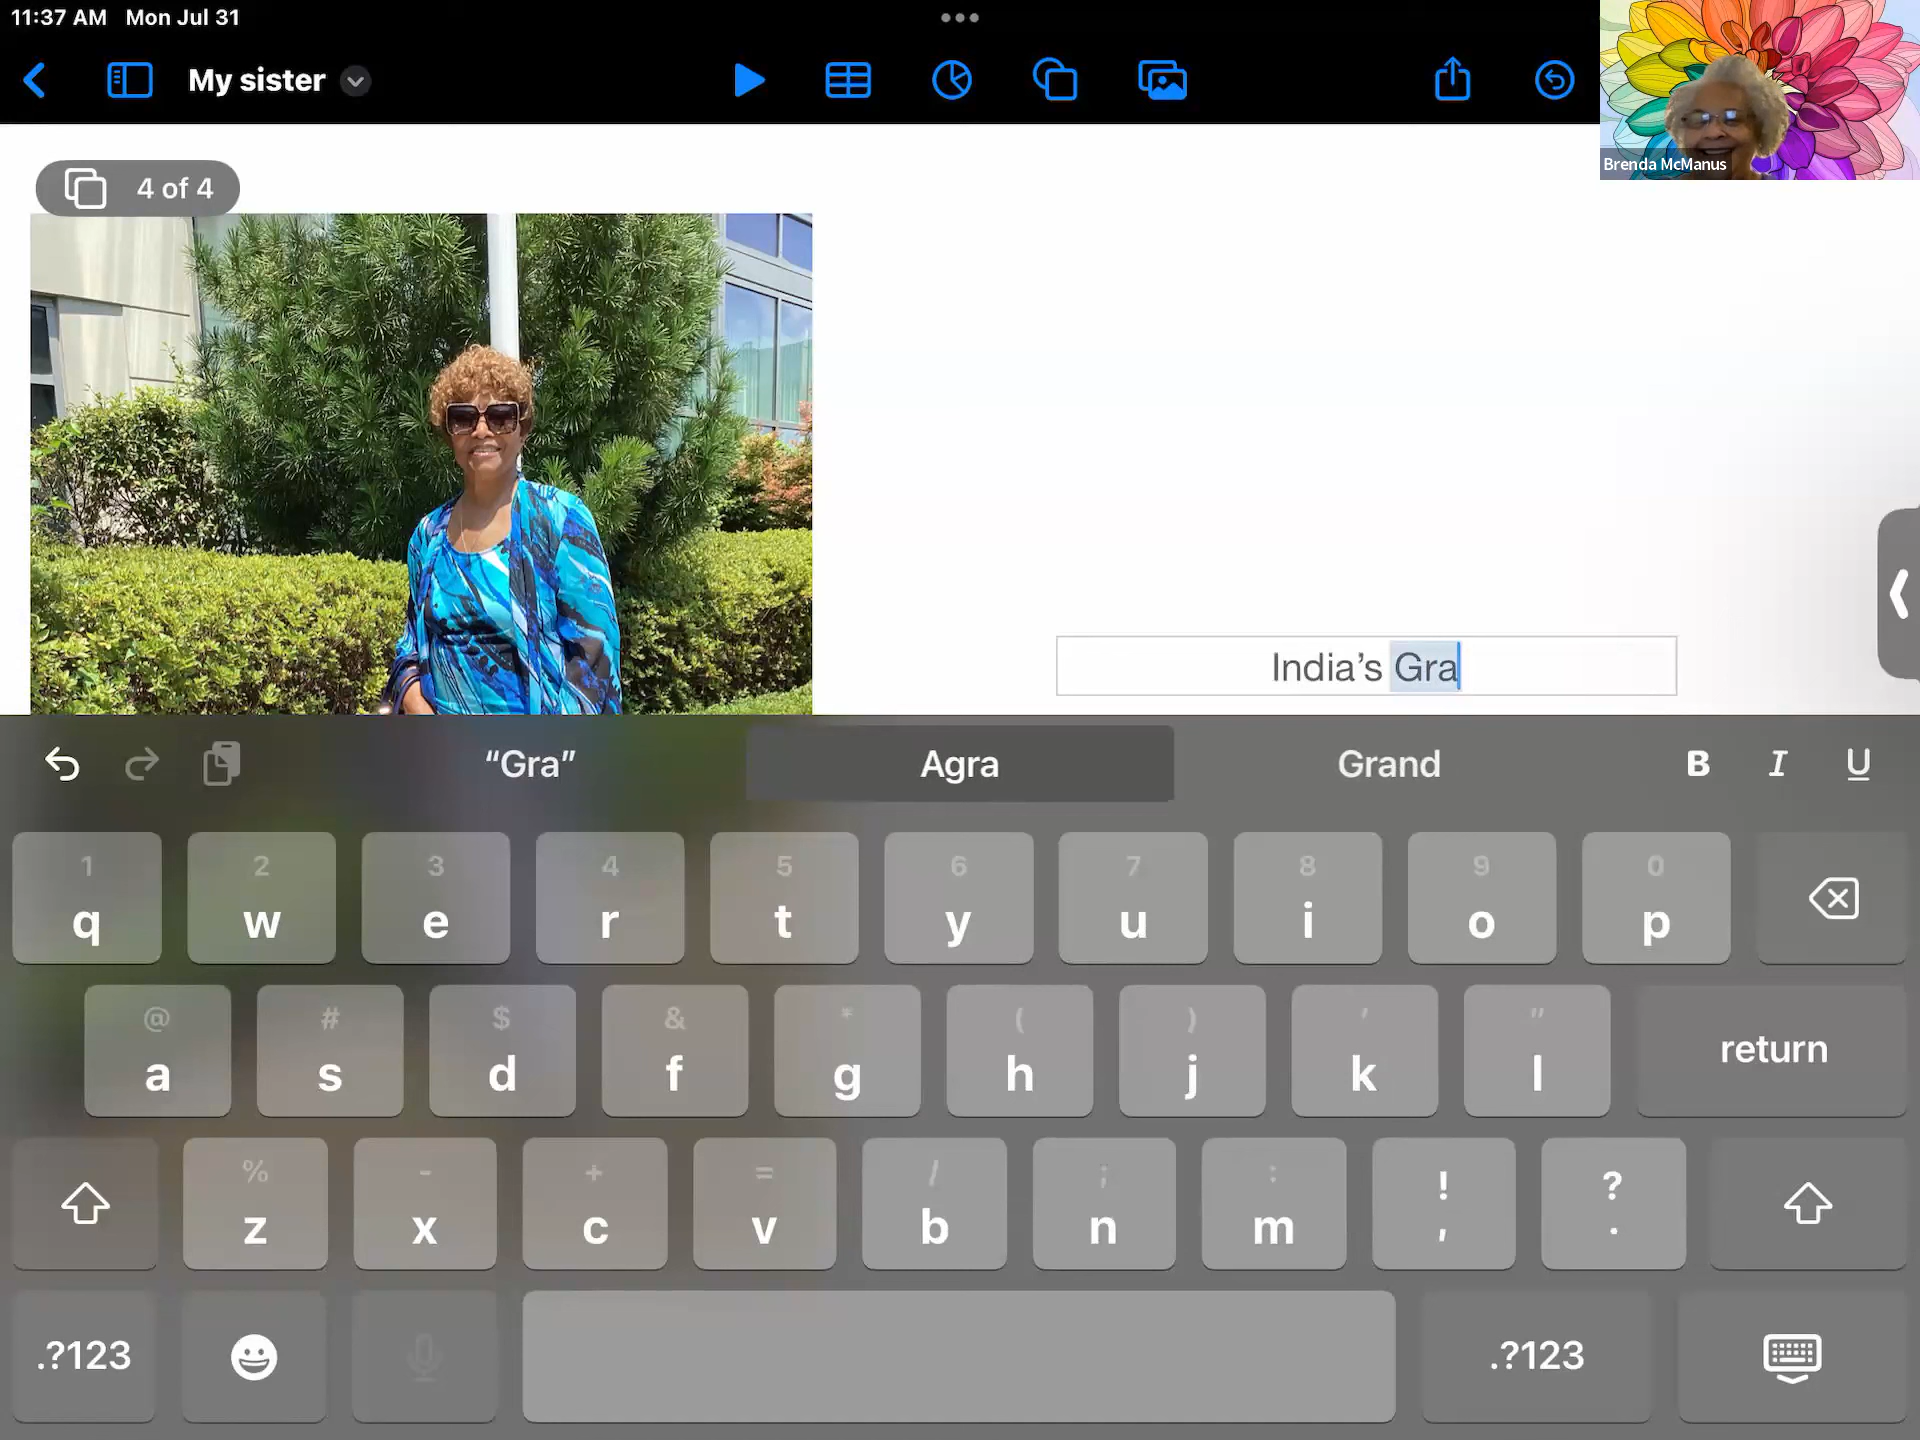 11:37 AM Mon Jul 31
My sister
Brenda McManus
4 of 4
India’s Gra
“Gra” Agra Grand B I U
1 2 3 4 5 6 7 8 9 0
q w e r t y u i o p
@ # $ & * ( ) ' "
a s d f g h j k l return
% - + = / ; : ! ?
z x c v b n m , .
.?123 .?123